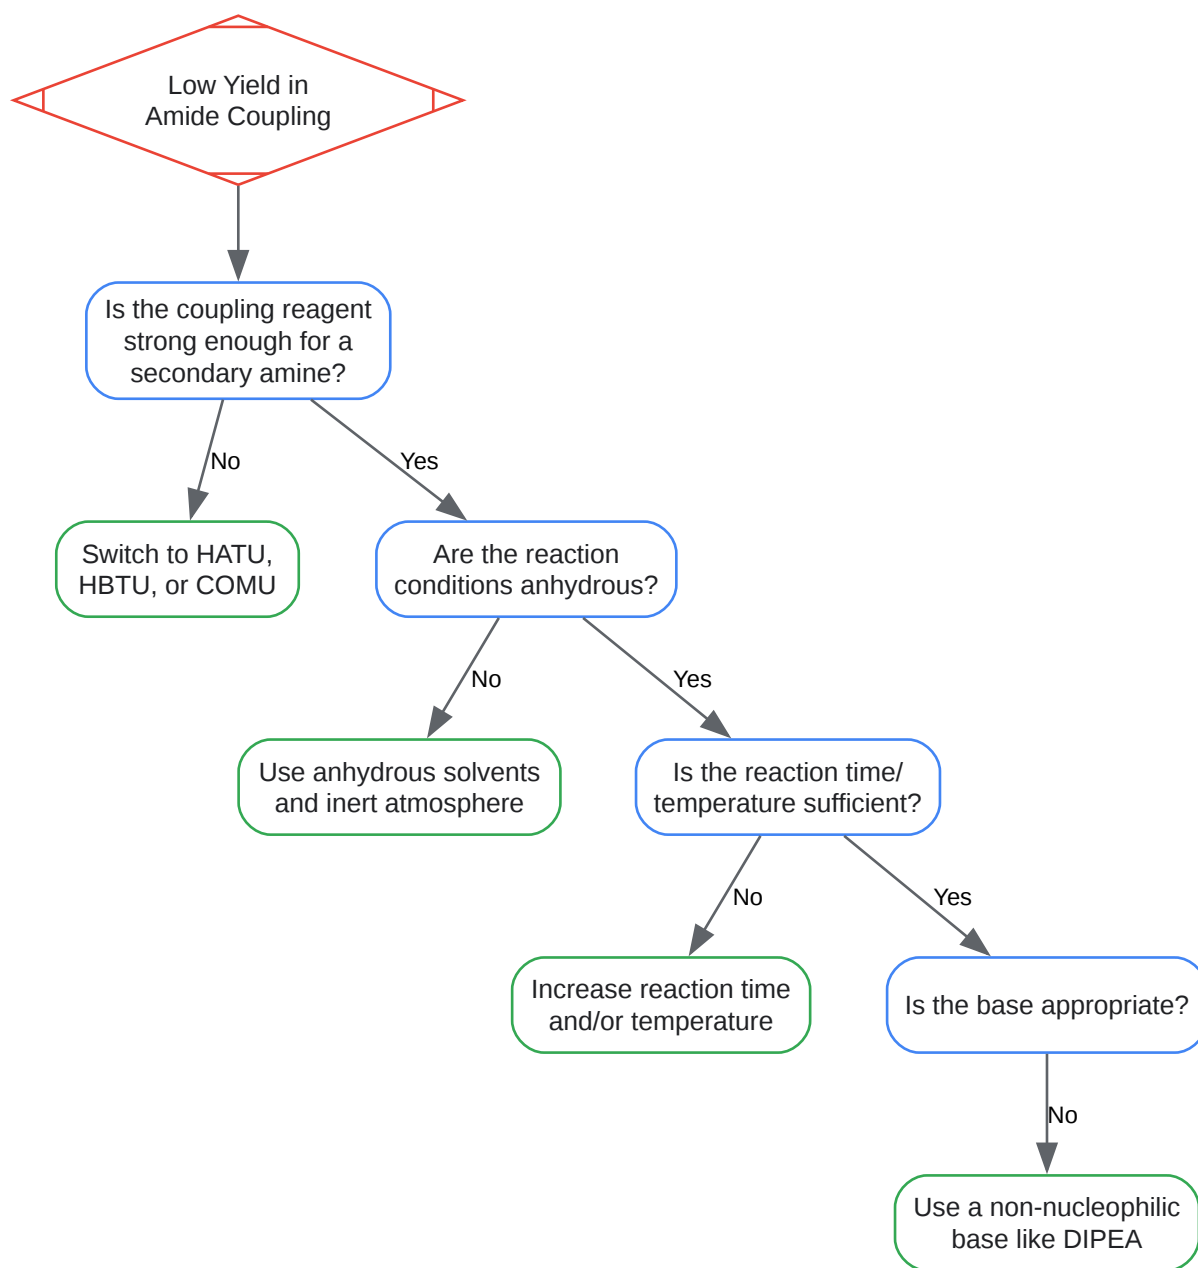 Low Yield in
Amide Coupling
Is the coupling reagent
strong enough for a
secondary amine?
No
Yes
Switch to HATU,
HBTU, or COMU
Are the reaction
conditions anhydrous?
No
Yes
Use anhydrous solvents
and inert atmosphere
Is the reaction time/
temperature sufficient?
No
Yes
Increase reaction time
and/or temperature
Is the base appropriate?
No
Use a non-nucleophilic
base like DIPEA